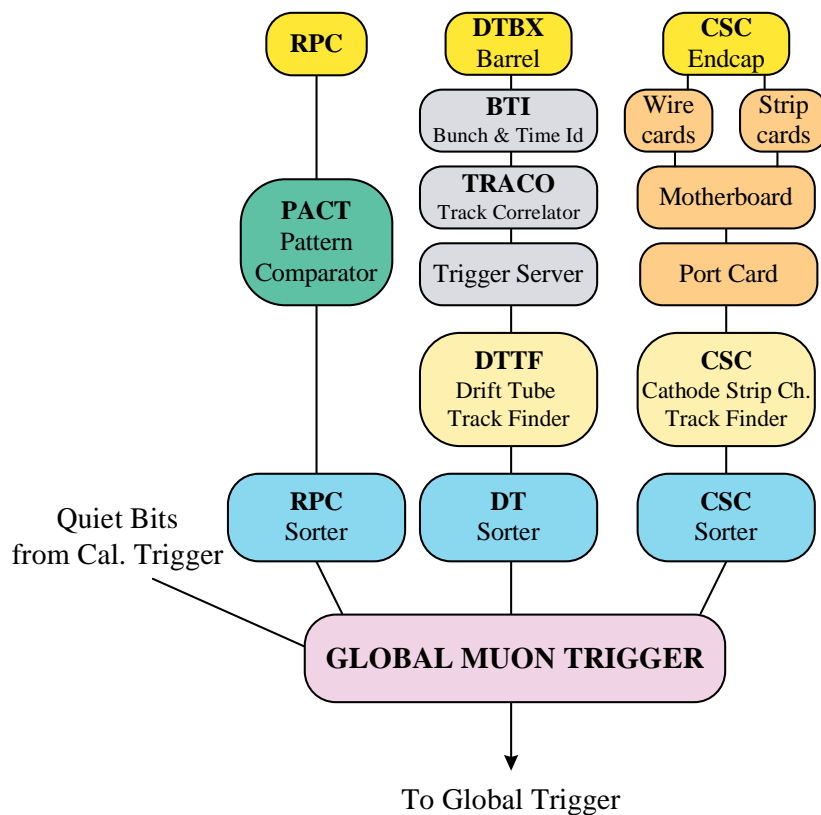 RPC
DTBX
Barrel
CSC
Endcap
BTI
Bunch & Time Id
Wire
cards
Strip
cards
PACT
Pattern
Comparator
TRACO
Track Correlator
Motherboard
Trigger Server
Port Card
DTTF
Drift Tube
Track Finder
CSC
Cathode Strip Ch.
Track Finder
Quiet Bits
from Cal. Trigger
RPC
Sorter
DT
Sorter
CSC
Sorter
GLOBAL MUON TRIGGER
To Global Trigger